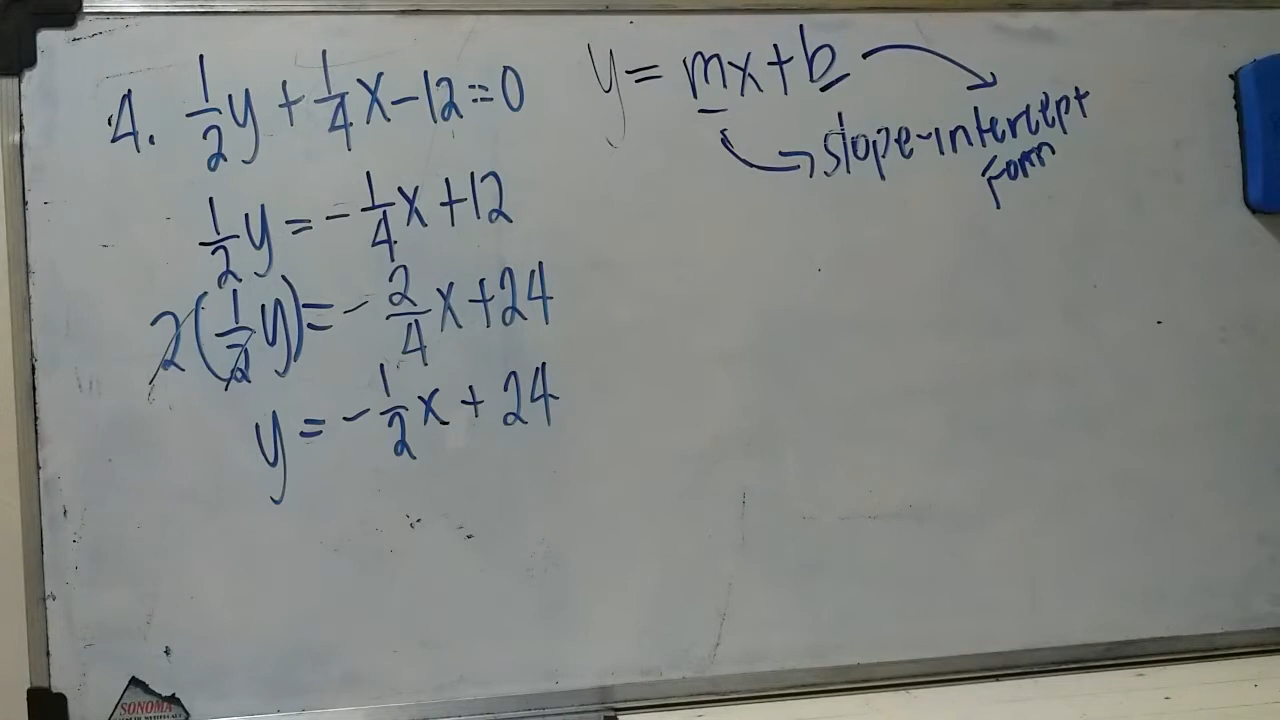 4. 1/2 y + 1/4 x - 12 = 0
1/2 y = - 1/4 x + 12
2(1/2 y) = - 2/4 x + 24
y = - 1/2 x + 24
y = mx + b
slope-intercept
form
SONOMA